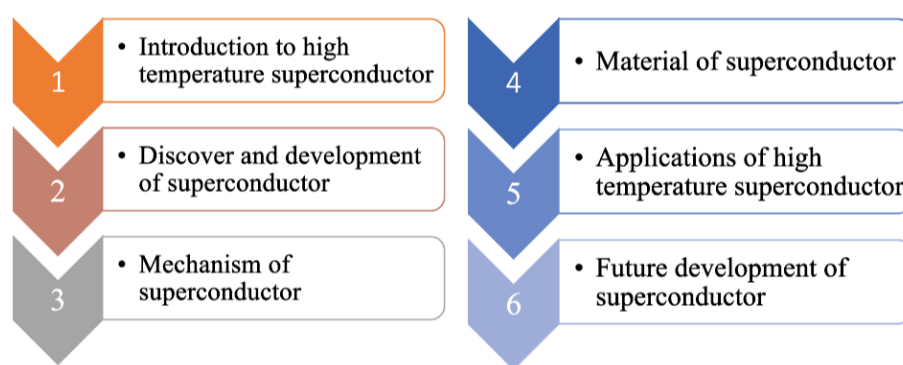 1
• Introduction to high
temperature superconductor
2
• Discover and development
of superconductor
3
• Mechanism of
superconductor
4
• Material of superconductor
5
• Applications of high
temperature superconductor
6
• Future development of
superconductor